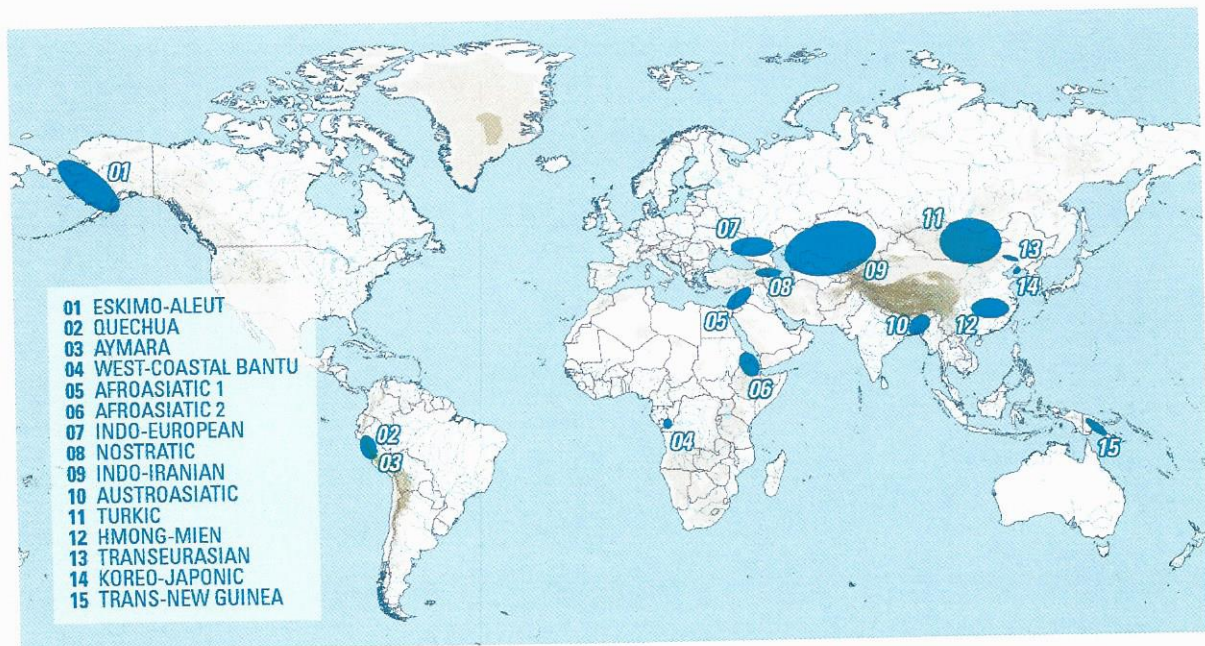 01
07
11
13
08
09
14
05
10
12
06
01 ESKIMO-ALEUT
02 QUECHUA
03 AYMARA
04 WEST-COASTAL BANTU
05 AFROASIATIC 1
06 AFROASIATIC 2
07 INDO-EUROPEAN
08 NOSTRATIC
09 INDO-IRANIAN
10 AUSTROASIATIC
11 TURKIC
12 HMONG-MIEN
13 TRANSEURASIAN
14 KOREO-JAPONIC
15 TRANS-NEW GUINEA
02
03
04
15